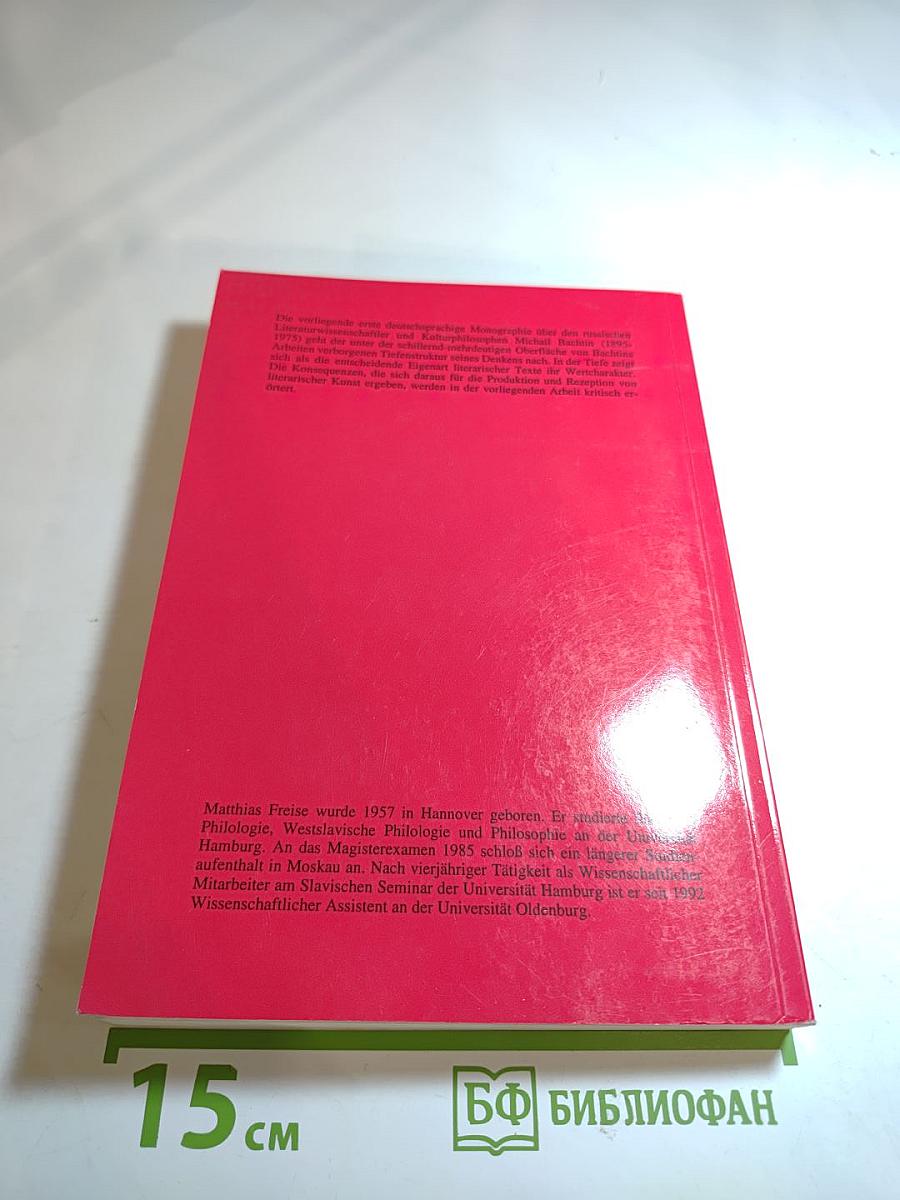 Die vorliegende erste deutschsprachige Monographie über den russischen
Literaturwissenschaftler und Kulturphilosophen Michail Bachtin (1895-
1975) geht der unter der schillernd-mehrdeutigen Oberfläche von Bachtins
Arbeiten verborgenen Tiefenstruktur seines Denkens nach. In der Tiefe zeigt
sich als die entscheidende Eigenart literarischer Texte ihr Wertcharakter.
Die Konsequenzen, die sich daraus für die Produktion und Rezeption von
literarischer Kunst ergeben, werden in der vorliegenden Arbeit kritisch er-
örtert.
Matthias Freise wurde 1957 in Hannover geboren. Er studierte
Philologie, Westslavische Philologie und Philosophie an der Universität
Hamburg. An das Magisterexamen 1985 schloß sich ein längerer Studien-
aufenthalt in Moskau an. Nach vierjähriger Tätigkeit als Wissenschaftlicher
Mitarbeiter am Slavischen Seminar der Universität Hamburg ist er seit 1992
Wissenschaftlicher Assistent an der Universität Oldenburg.
15 см
БФ БИБЛИОФАН